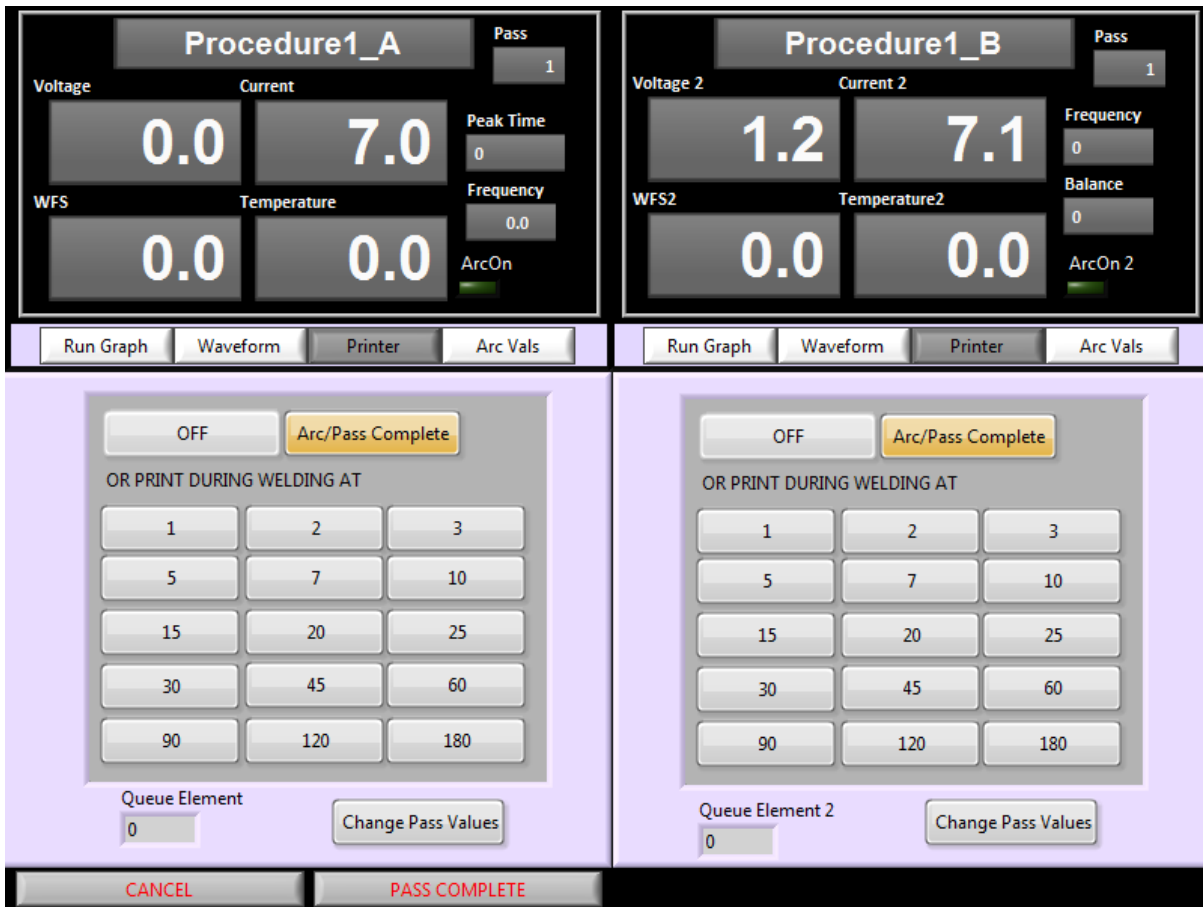 Procedure1_A
Pass
1
Voltage
Current
0.0
7.0
Peak Time
0
WFS
Temperature
Frequency
0.0
0.0
0.0
ArcOn
Run Graph Waveform Printer Arc Vals
OFF Arc/Pass Complete
OR PRINT DURING WELDING AT
1 2 3
5 7 10
15 20 25
30 45 60
90 120 180
Queue Element
0
Change Pass Values
CANCEL PASS COMPLETE
Procedure1_B
Pass
1
Voltage 2
Current 2
1.2
7.1
Frequency
0
WFS2
Temperature2
Balance
0
0.0
0.0
ArcOn 2
Run Graph Waveform Printer Arc Vals
OFF Arc/Pass Complete
OR PRINT DURING WELDING AT
1 2 3
5 7 10
15 20 25
30 45 60
90 120 180
Queue Element 2
0
Change Pass Values